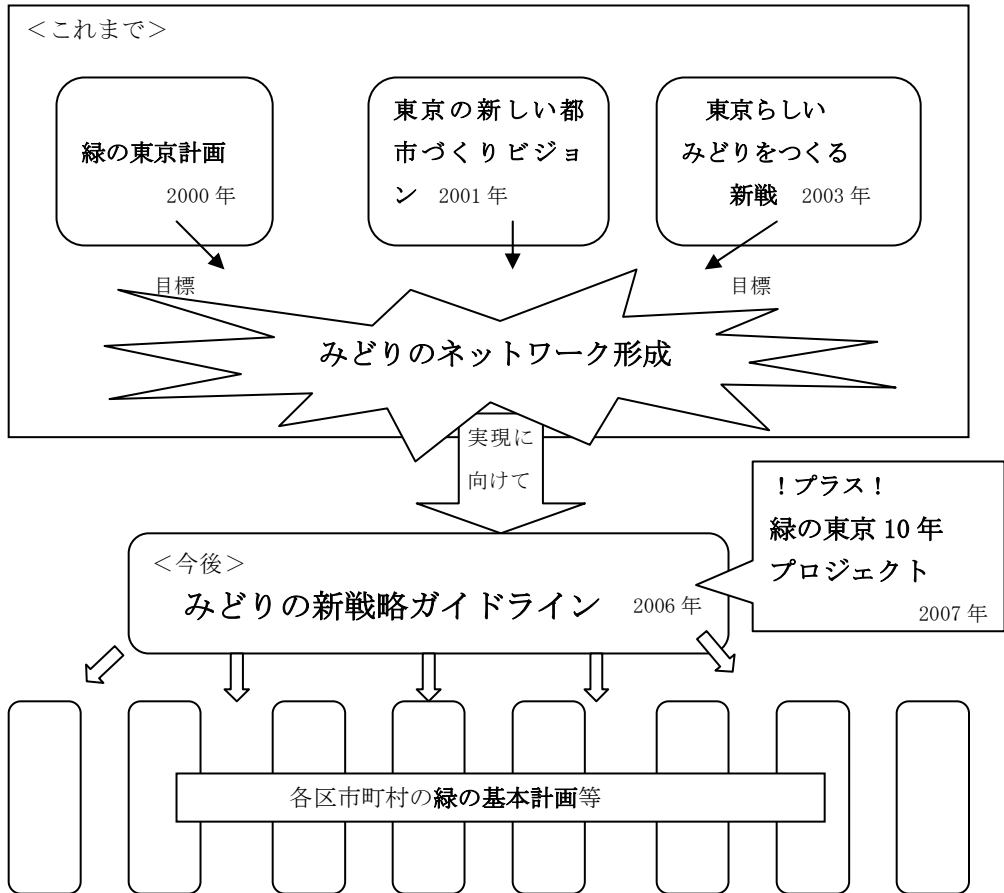 <これまで>
緑の東京計画
2000年
東京の新しい都
市づくりビジョ
ン 2001年
東京らしい
みどりをつくる
新戦 2003年
目標
目標
みどりのネットワーク形成
実現に
向けて
!プラス!
緑の東京10年
プロジェクト
2007年
<今後>
みどりの新戦略ガイドライン 2006年
各区市町村の緑の基本計画等